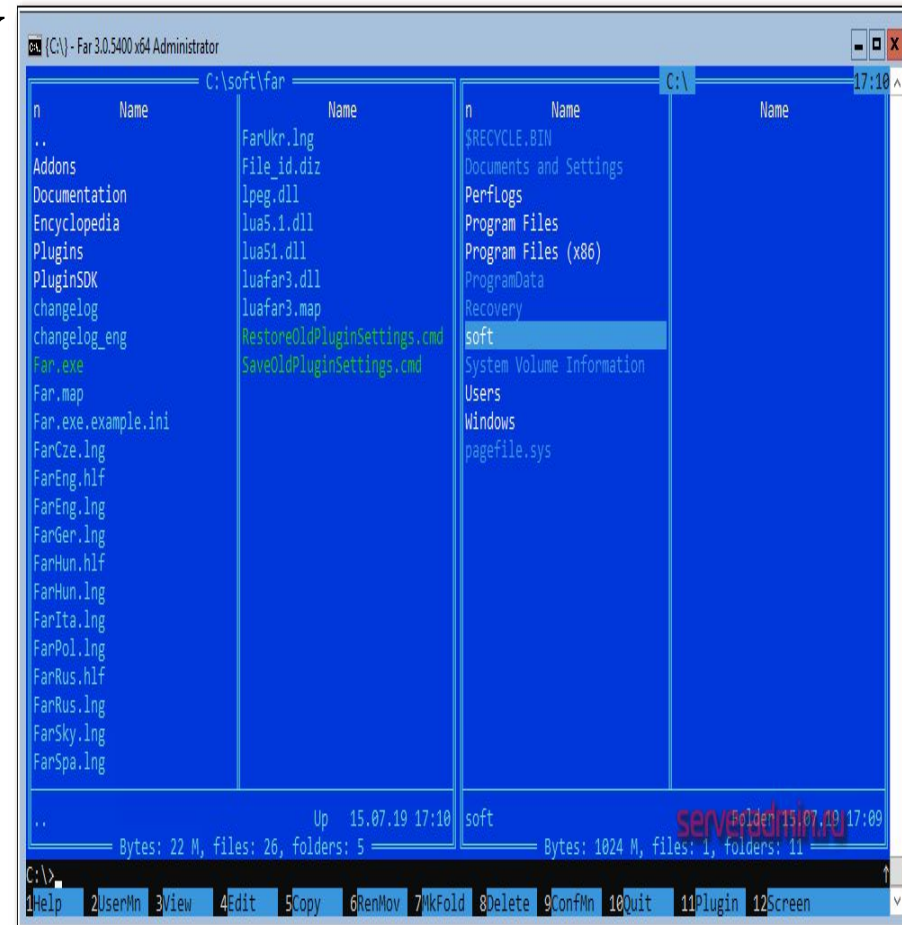 {C:\} - Far 3.0.5400 x64 Administrator
C:\soft\far
n Name Name
..
Addons
Documentation
Encyclopedia
Plugins
PluginSDK
changelog
changelog_eng
Far.exe
Far.map
Far.exe.example.ini
FarCze.lng
FarEng.hlf
FarEng.lng
FarGer.lng
FarHun.hlf
FarHun.lng
FarIta.lng
FarPol.lng
FarRus.hlf
FarRus.lng
FarSky.lng
FarSpa.lng
FarUkr.lng
File_id.diz
lpeg.dll
lua5.1.dll
lua51.dll
luafar3.dll
luafar3.map
RestoreOldPluginSettings.cmd
SaveOldPluginSettings.cmd
.. Up 15.07.19 17:10
Bytes: 22 M, files: 26, folders: 5
C:\ 17:10
n Name Name
$RECYCLE.BIN
Documents and Settings
PerfLogs
Program Files
Program Files (x86)
ProgramData
Recovery
soft
System Volume Information
Users
Windows
pagefile.sys
soft Folder 15.07.19 17:09
Bytes: 1024 M, files: 1, folders: 11
serveradmin.ru
C:\>
1Help 2UserMn 3View 4Edit 5Copy 6RenMov 7MkFold 8Delete 9ConfMn 10Quit 11Plugin 12Screen